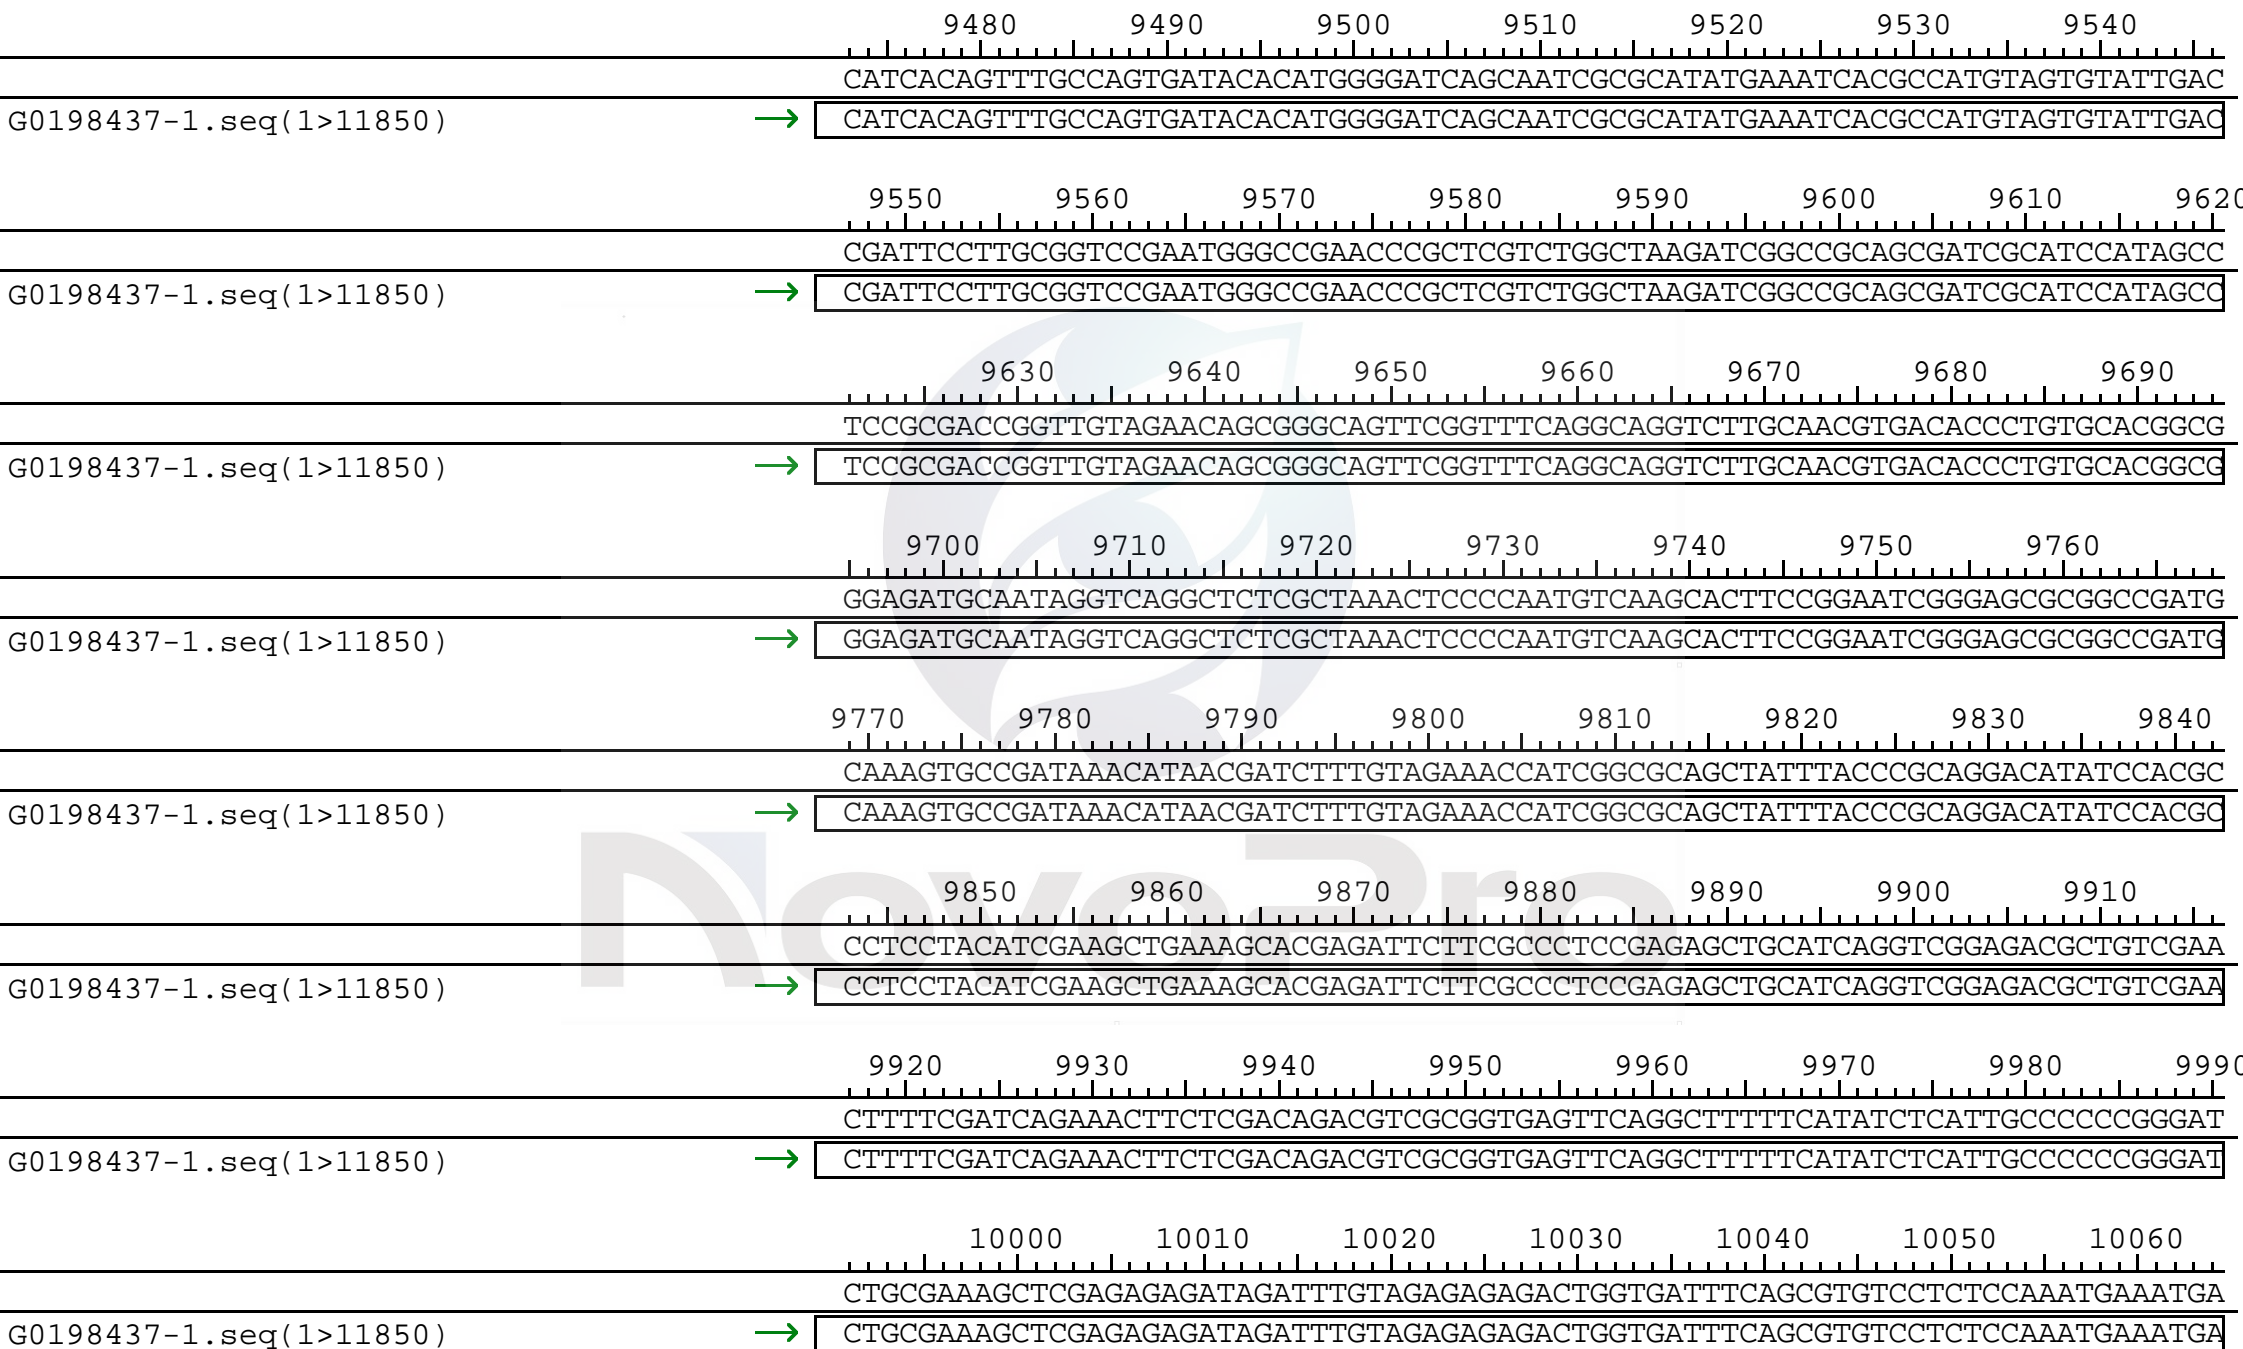 9480 9490 9500 9510 9520 9530 9540
CATCACAGTTTGCCAGTGATACACATGGGGATCAGCAATCGCGCATATGAAATCACGCCATGTAGTGTATTGAC
G0198437-1.seq(1>11850) → CATCACAGTTTGCCAGTGATACACATGGGGATCAGCAATCGCGCATATGAAATCACGCCATGTAGTGTATTGAC
9550 9560 9570 9580 9590 9600 9610 9620
CGATTCCTTGCGGTCCGAATGGGCCGAACCCGCTCGTCTGGCTAAGATCGGCCGCAGCGATCGCATCCATAGCC
G0198437-1.seq(1>11850) → CGATTCCTTGCGGTCCGAATGGGCCGAACCCGCTCGTCTGGCTAAGATCGGCCGCAGCGATCGCATCCATAGCC
9630 9640 9650 9660 9670 9680 9690
TCCGCGACCGGTTGTAGAACAGCGGGCAGTTCGGTTTCAGGCAGGTCTTGCAACGTGACACCCTGTGCACGGCG
G0198437-1.seq(1>11850) → TCCGCGACCGGTTGTAGAACAGCGGGCAGTTCGGTTTCAGGCAGGTCTTGCAACGTGACACCCTGTGCACGGCG
9700 9710 9720 9730 9740 9750 9760
GGAGATGCAATAGGTCAGGCTCTCGCTAAACTCCCCAATGTCAAGCACTTCCGGAATCGGGAGCGCGGCCGATG
G0198437-1.seq(1>11850) → GGAGATGCAATAGGTCAGGCTCTCGCTAAACTCCCCAATGTCAAGCACTTCCGGAATCGGGAGCGCGGCCGATG
9770 9780 9790 9800 9810 9820 9830 9840
CAAAGTGCCGATAAACATAACGATCTTTGTAGAAACCATCGGCGCAGCTATTTACCCGCAGGACATATCCACGC
G0198437-1.seq(1>11850) → CAAAGTGCCGATAAACATAACGATCTTTGTAGAAACCATCGGCGCAGCTATTTACCCGCAGGACATATCCACGC
NovoPro
9850 9860 9870 9880 9890 9900 9910
CCTCCTACATCGAAGCTGAAAGCACGAGATTCTTCGCCCTCCGAGAGCTGCATCAGGTCGGAGACGCTGTCGAA
G0198437-1.seq(1>11850) → CCTCCTACATCGAAGCTGAAAGCACGAGATTCTTCGCCCTCCGAGAGCTGCATCAGGTCGGAGACGCTGTCGAA
9920 9930 9940 9950 9960 9970 9980 9990
CTTTTCGATCAGAAACTTCTCGACAGACGTCGCGGTGAGTTCAGGCTTTTTCATATCTCATTGCCCCCCGGGAT
G0198437-1.seq(1>11850) → CTTTTCGATCAGAAACTTCTCGACAGACGTCGCGGTGAGTTCAGGCTTTTTCATATCTCATTGCCCCCCGGGAT
10000 10010 10020 10030 10040 10050 10060
CTGCGAAAGCTCGAGAGAGATAGATTTGTAGAGAGAGACTGGTGATTTCAGCGTGTCCTCTCCAAATGAAATGA
G0198437-1.seq(1>11850) → CTGCGAAAGCTCGAGAGAGATAGATTTGTAGAGAGAGACTGGTGATTTCAGCGTGTCCTCTCCAAATGAAATGA